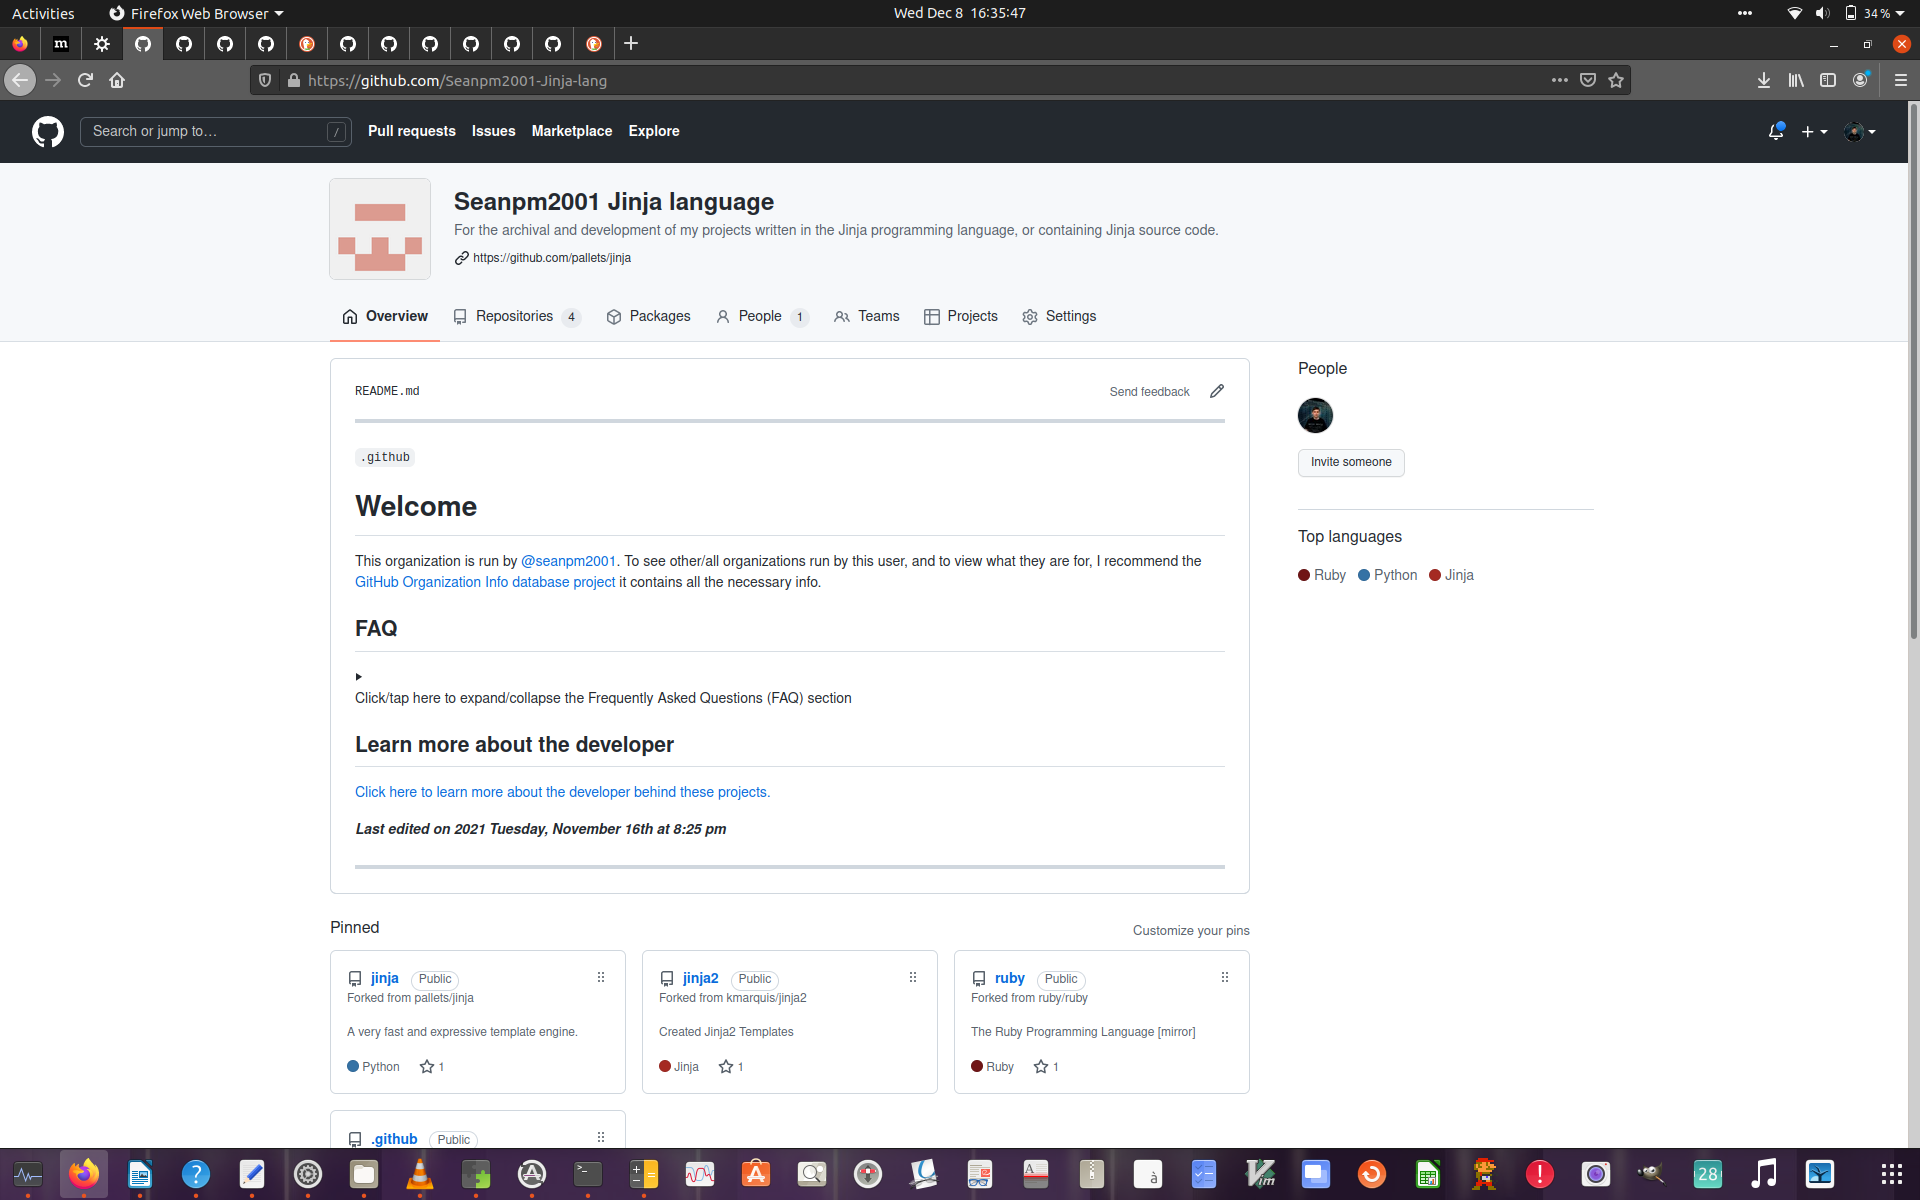 Activities
Firefox Web Browser
Wed Dec 8 16:35:47
34 %
m
https://github.com/Seanpm2001-Jinja-lang
Search or jump to…
/
Pull requests
Issues
Marketplace
Explore
Seanpm2001 Jinja language
For the archival and development of my projects written in the Jinja programming language, or containing Jinja source code.
https://github.com/pallets/jinja
Overview
Repositories 4
Packages
People 1
Teams
Projects
Settings
README.md
Send feedback
.github
Welcome
This organization is run by @seanpm2001. To see other/all organizations run by this user, and to view what they are for, I recommend the
GitHub Organization Info database project it contains all the necessary info.
FAQ
Click/tap here to expand/collapse the Frequently Asked Questions (FAQ) section
Learn more about the developer
Click here to learn more about the developer behind these projects.
Last edited on 2021 Tuesday, November 16th at 8:25 pm
People
Invite someone
Top languages
Ruby Python Jinja
Pinned
Customize your pins
jinja Public
Forked from pallets/jinja
A very fast and expressive template engine.
Python 1
jinja2 Public
Forked from kmarquis/jinja2
Created Jinja2 Templates
Jinja 1
ruby Public
Forked from ruby/ruby
The Ruby Programming Language [mirror]
Ruby 1
.github Public
28